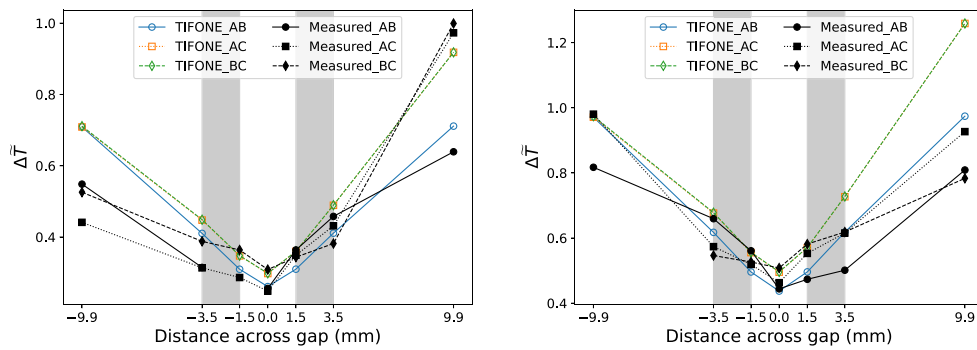 TIFONE_AB
TIFONE_AC
TIFONE_BC
Measured_AB
Measured_AC
Measured_BC
1.0
0.8
0.6
0.4
ΔT̃
−9.9 −3.5 −1.5 0.0 1.5 3.5 9.9
Distance across gap (mm)
TIFONE_AB
TIFONE_AC
TIFONE_BC
Measured_AB
Measured_AC
Measured_BC
1.2
1.0
0.8
0.6
0.4
ΔT̃
−9.9 −3.5 −1.5 0.0 1.5 3.5 9.9
Distance across gap (mm)